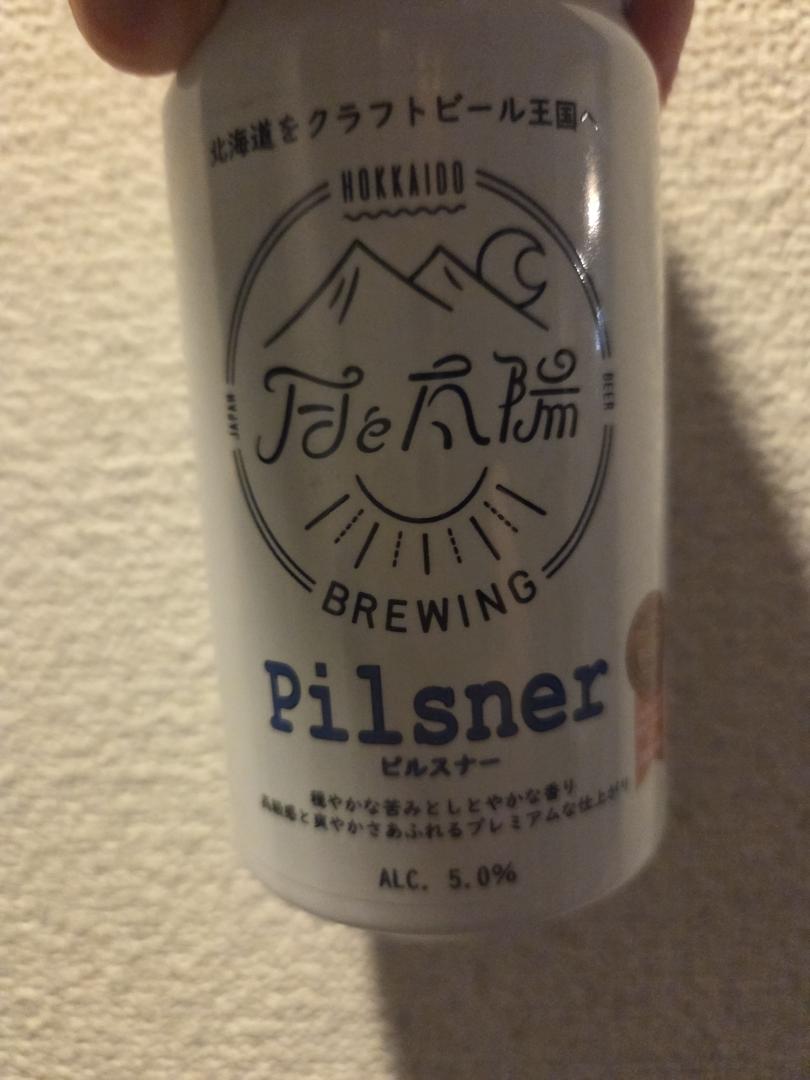 北海道をクラフトビール王国へ
HOKKAIDO
月と太陽
JAPAN
BEER
BREWING
Pilsner
ピルスナー
穏やかな苦みとしとやかな香り
高級感と爽やかさあふれるプレミアムな仕上がり
ALC. 5.0%